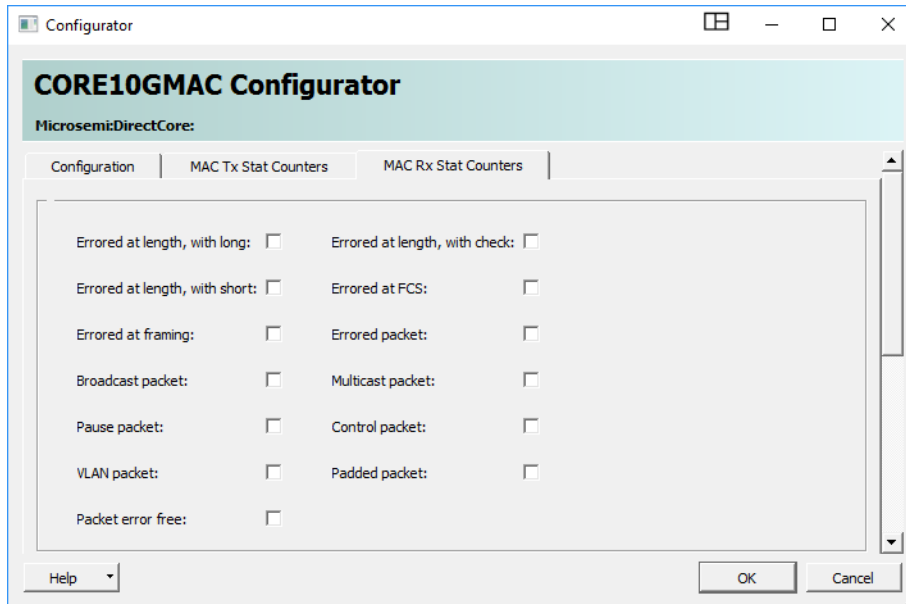 Configurator
CORE10GMAC Configurator
Microsemi:DirectCore:
Configuration MAC Tx Stat Counters MAC Rx Stat Counters
Errored at length, with long: Errored at length, with check:
Errored at length, with short: Errored at FCS:
Errored at framing: Errored packet:
Broadcast packet: Multicast packet:
Pause packet: Control packet:
VLAN packet: Padded packet:
Packet error free:
Help OK Cancel